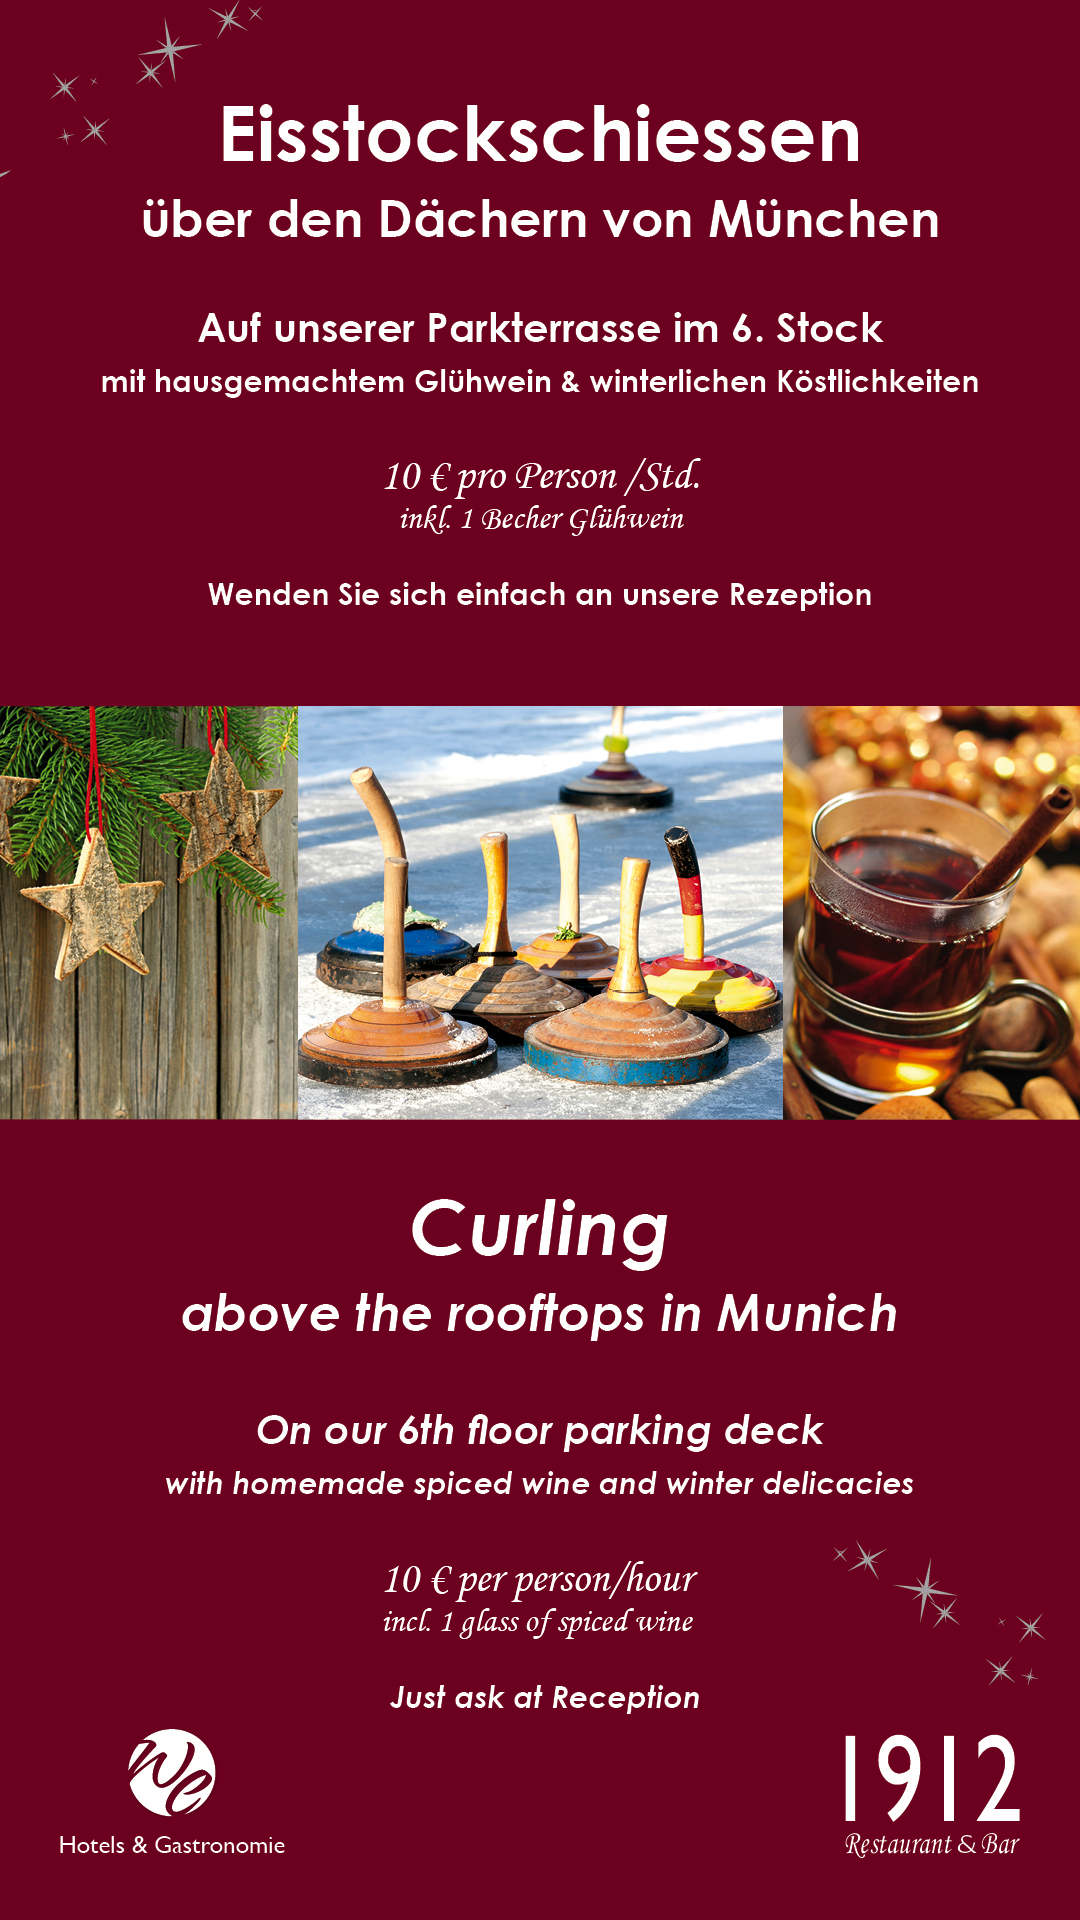 Eisstockschiessen
über den Dächern von München
Auf unserer Parkterrasse im 6. Stock
mit hausgemachtem Glühwein & winterlichen Köstlichkeiten
10 € pro Person /Std.
inkl. 1 Becher Glühwein
Wenden Sie sich einfach an unsere Rezeption
Curling
above the rooftops in Munich
On our 6th floor parking deck
with homemade spiced wine and winter delicacies
10 € per person/hour
incl. 1 glass of spiced wine
Just ask at Reception
We
Hotels & Gastronomie
1912
Restaurant & Bar